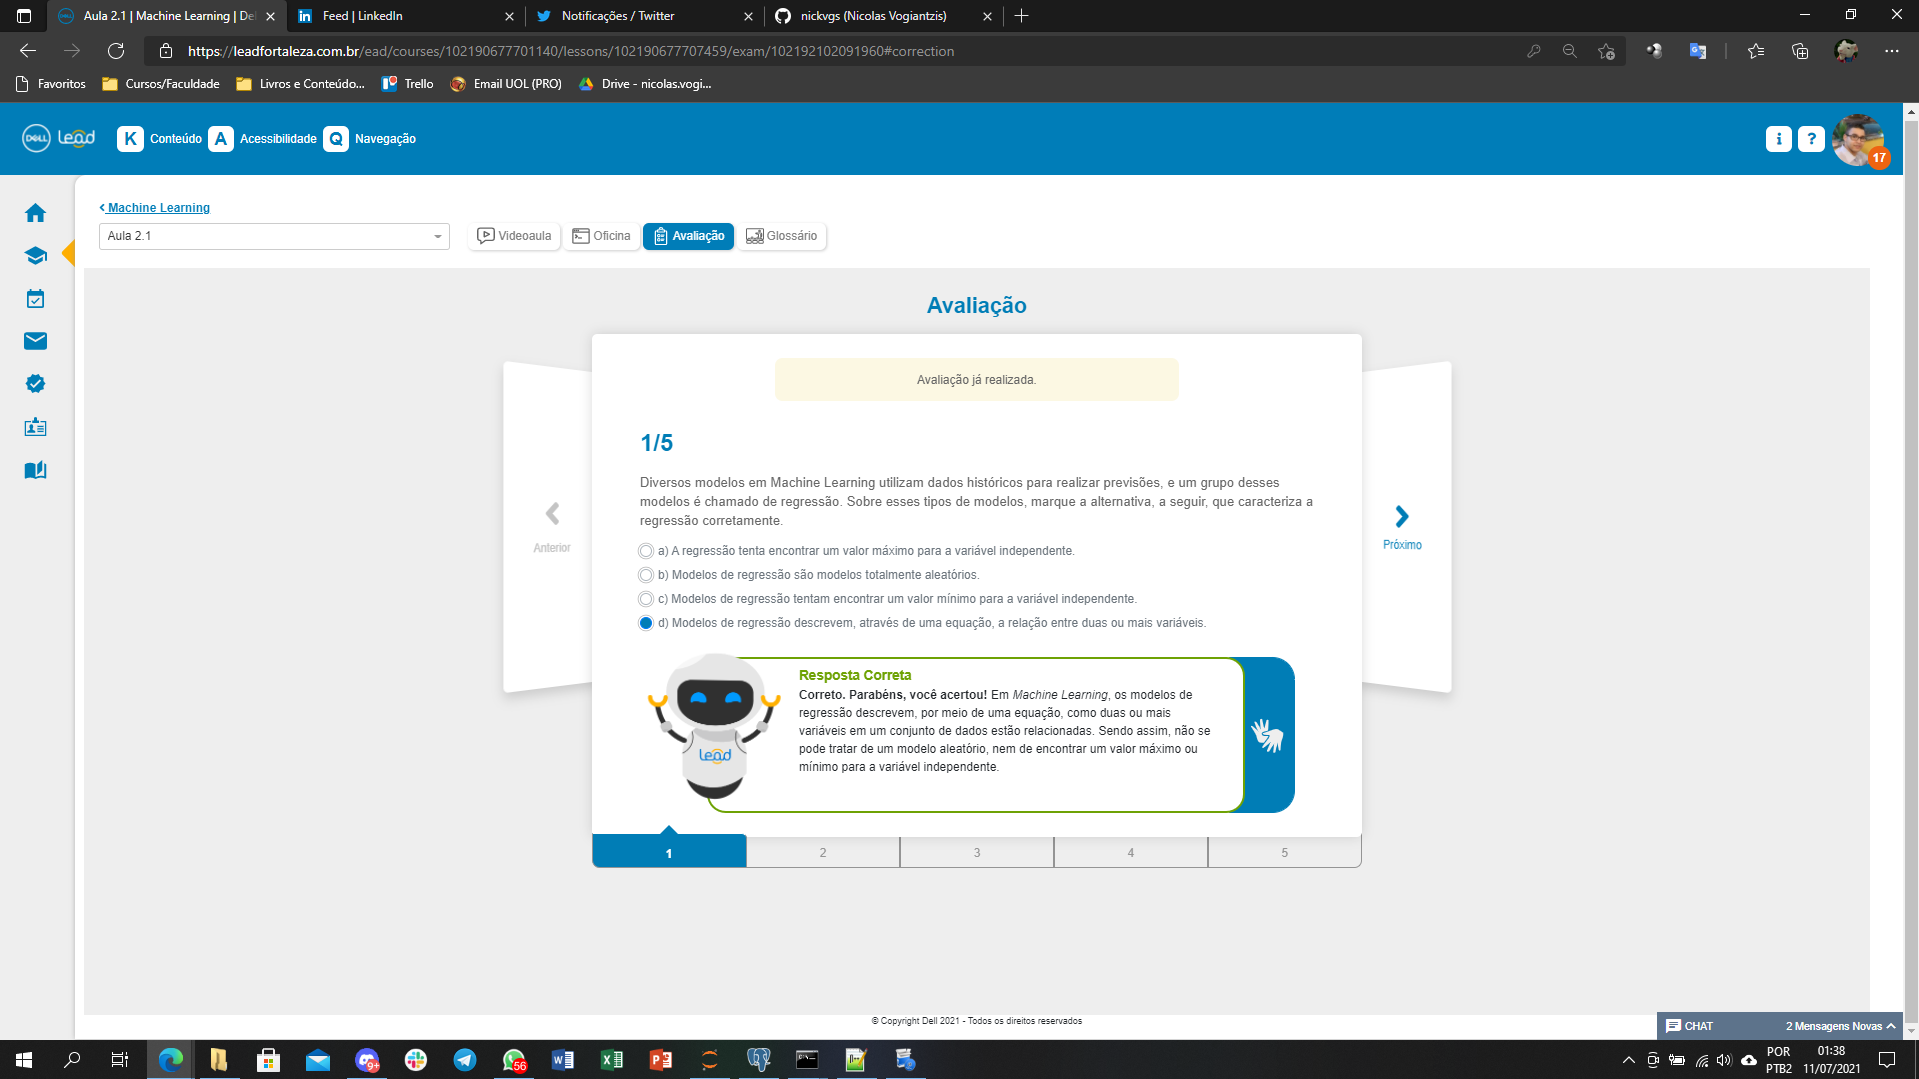 Aula 2.1 | Machine Learning | De
Feed | LinkedIn
Notificações / Twitter
nickvgs (Nicolas Vogiantzis)
https://leadfortaleza.com.br/ead/courses/102190677701140/lessons/102190677707459/exam/102192102091960#correction
Favoritos
Cursos/Faculdade
Livros e Conteúdo...
Trello
Email UOL (PRO)
Drive - nicolas.vogi...
DELL Lead
K Conteúdo A Acessibilidade Q Navegação
i ?
17
Machine Learning
Aula 2.1
Videoaula
Oficina
Avaliação
Glossário
Avaliação
Avaliação já realizada.
1/5
Diversos modelos em Machine Learning utilizam dados históricos para realizar previsões, e um grupo desses
modelos é chamado de regressão. Sobre esses tipos de modelos, marque a alternativa, a seguir, que caracteriza a
regressão corretamente.
a) A regressão tenta encontrar um valor máximo para a variável independente.
b) Modelos de regressão são modelos totalmente aleatórios.
c) Modelos de regressão tentam encontrar um valor mínimo para a variável independente.
d) Modelos de regressão descrevem, através de uma equação, a relação entre duas ou mais variáveis.
Anterior
Próximo
Resposta Correta
Correto. Parabéns, você acertou! Em Machine Learning, os modelos de
regressão descrevem, por meio de uma equação, como duas ou mais
variáveis em um conjunto de dados estão relacionadas. Sendo assim, não se
pode tratar de um modelo aleatório, nem de encontrar um valor máximo ou
mínimo para a variável independente.
Lead
1 2 3 4 5
© Copyright Dell 2021 - Todos os direitos reservados
CHAT
2 Mensagens Novas
9+
56
POR
PTB2
01:38
11/07/2021